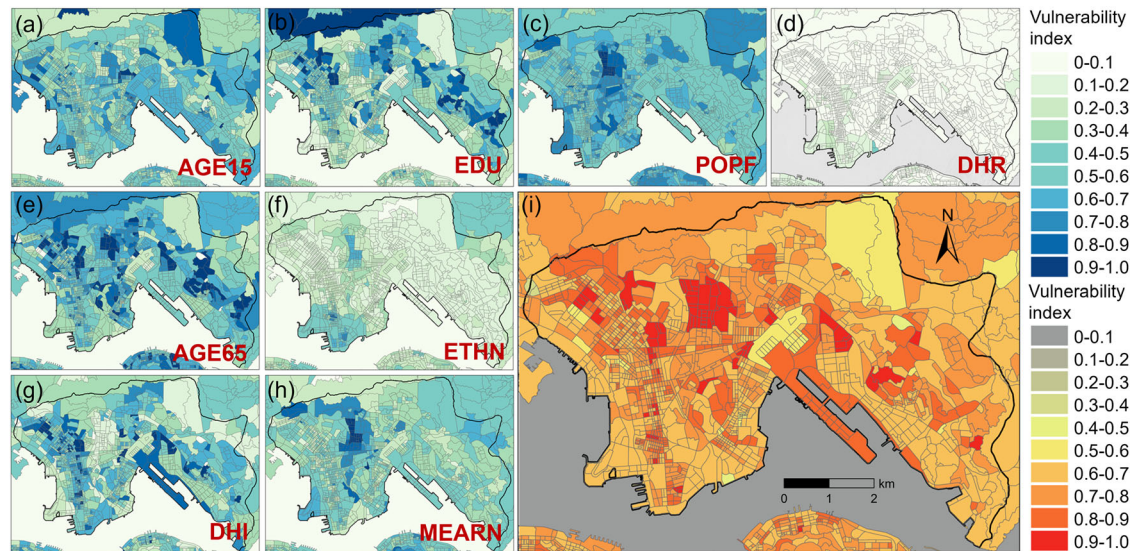 (a)
AGE15
(b)
EDU
(c)
POPF
(d)
DHR
Vulnerability
index
0-0.1
0.1-0.2
0.2-0.3
0.3-0.4
0.4-0.5
0.5-0.6
0.6-0.7
0.7-0.8
0.8-0.9
0.9-1.0
(e)
AGE65
(f)
ETHN
(g)
DHI
(h)
MEARN
(i)
N
km
0 1 2
Vulnerability
index
0-0.1
0.1-0.2
0.2-0.3
0.3-0.4
0.4-0.5
0.5-0.6
0.6-0.7
0.7-0.8
0.8-0.9
0.9-1.0